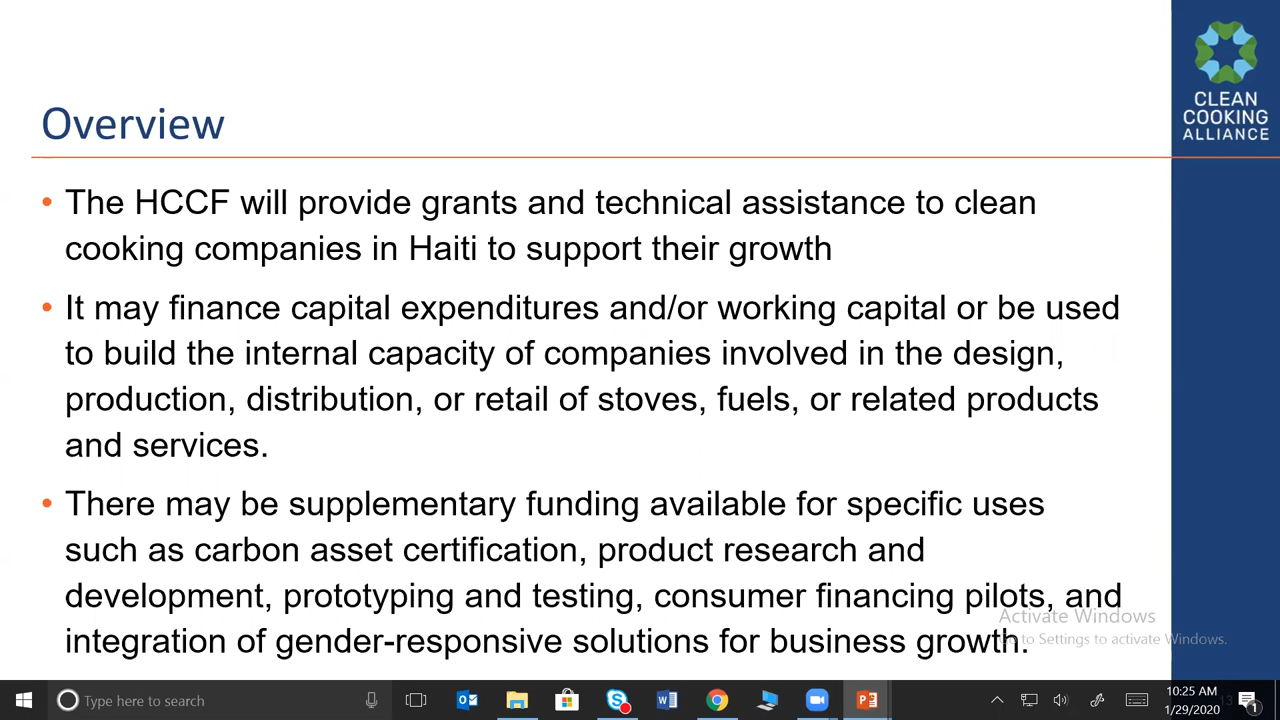 CLEAN
COOKING
ALLIANCE
Overview
• The HCCF will provide grants and technical assistance to clean
cooking companies in Haiti to support their growth
• It may finance capital expenditures and/or working capital or be used
to build the internal capacity of companies involved in the design,
production, distribution, or retail of stoves, fuels, or related products
and services.
• There may be supplementary funding available for specific uses
such as carbon asset certification, product research and
development, prototyping and testing, consumer financing pilots, and
integration of gender-responsive solutions for business growth.
Activate Windows
Go to Settings to activate Windows.
Type here to search
10:25 AM
1/29/2020
13
1